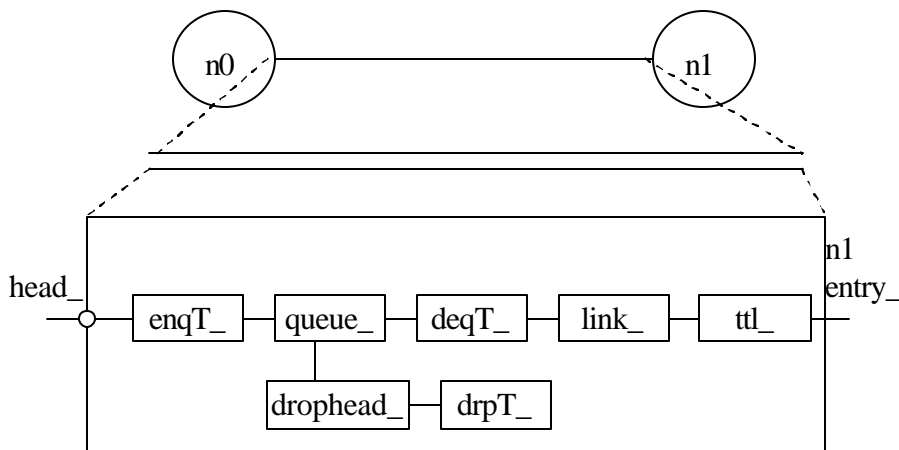 n0
n1
n1
head_
entry_
enqT_
queue_
deqT_
link_
ttl_
drophead_
drpT_